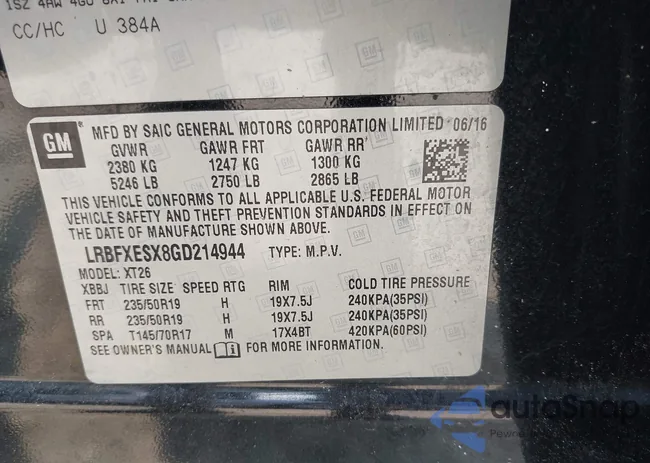 CC/HC U 384A
GM
MFD BY SAIC GENERAL MOTORS CORPORATION LIMITED 06/16
GVWR GAWR FRT GAWR RR
2380 KG 1247 KG 1300 KG
5246 LB 2750 LB 2865 LB
THIS VEHICLE CONFORMS TO ALL APPLICABLE U.S. FEDERAL MOTOR
VEHICLE SAFETY AND THEFT PREVENTION STANDARDS IN EFFECT ON
THE DATE OF MANUFACTURE SHOWN ABOVE.
LRBFXESX8GD214944 TYPE: M.P.V.
MODEL: XT26
XBBJ TIRE SIZE SPEED RTG RIM COLD TIRE PRESSURE
FRT 235/50R19 H 19X7.5J 240KPA(35PSI)
RR 235/50R19 H 19X7.5J 240KPA(35PSI)
SPA T145/70R17 M 17X4BT 420KPA(60PSI)
SEE OWNER'S MANUAL FOR MORE INFORMATION.
autoSnap